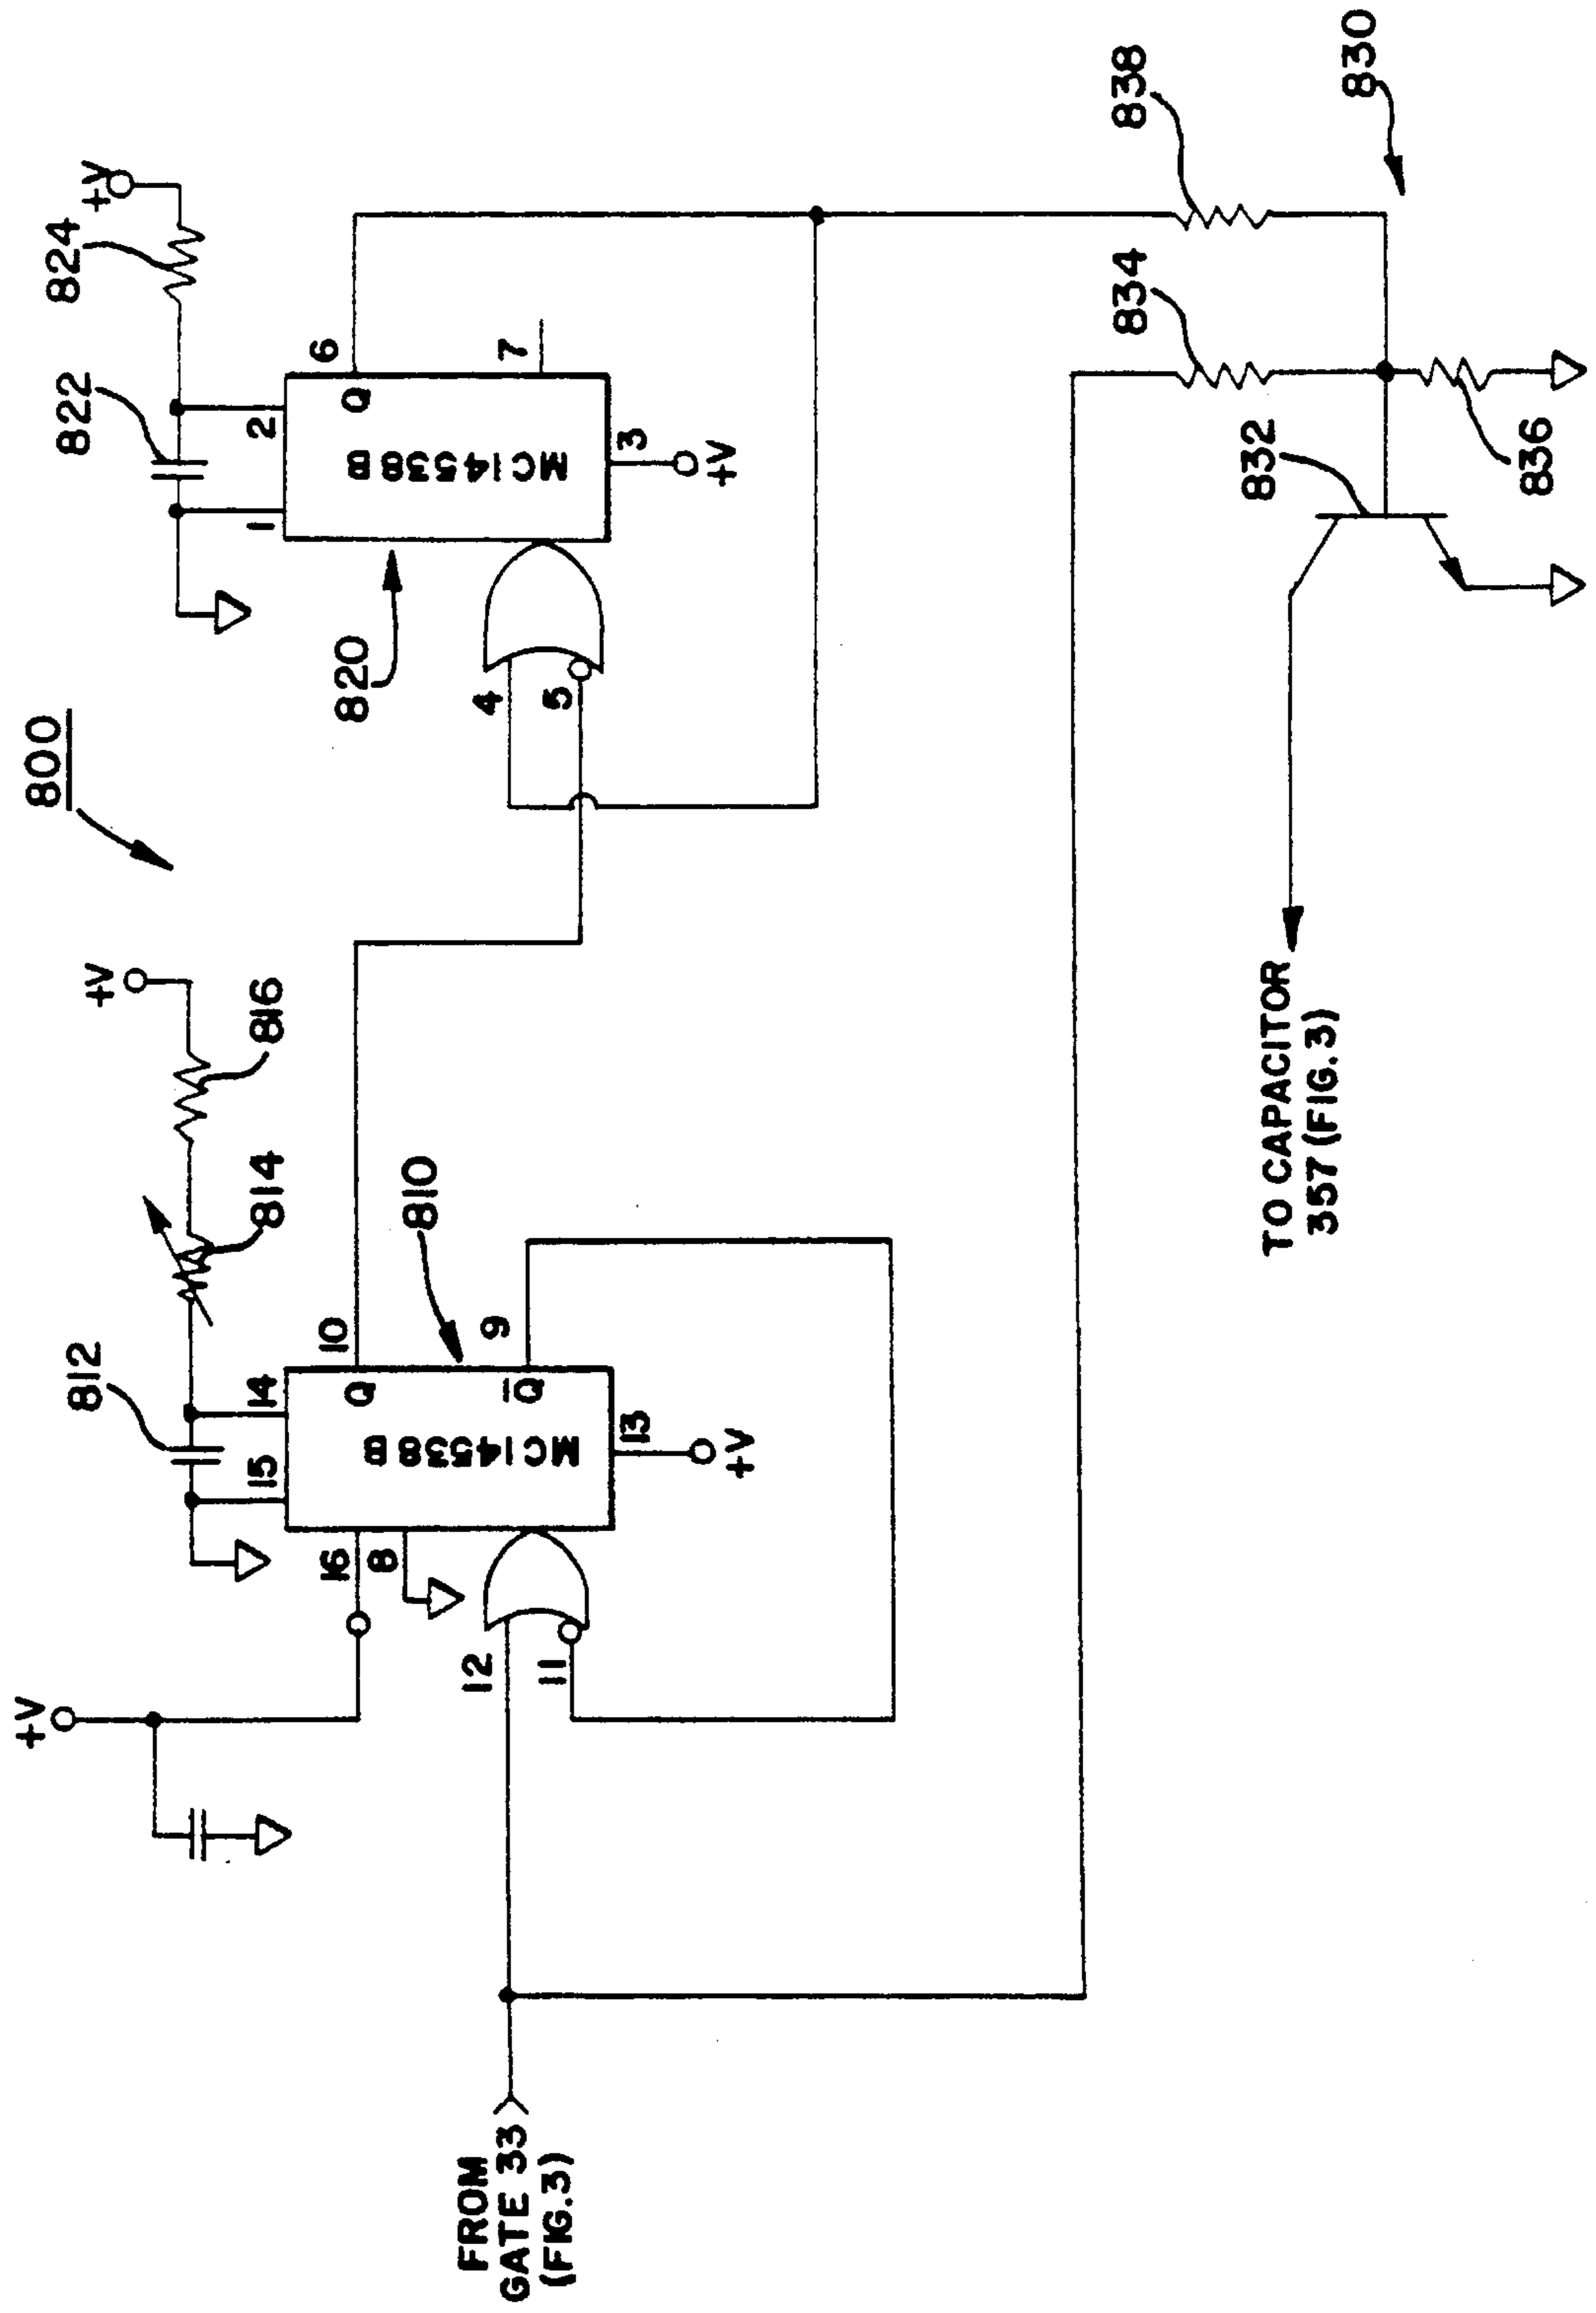 800
+V
+V
+V
812
814
816
822
824
15
14
1
2
16
10
Q
820
6
Q
8
810
MC14538B
MC14538B
12
9
Q̅
4
7
11
13
+V
5
3
+V
FROM
GATE 33
(FIG.3)
834
838
832
830
TO CAPACITOR
357 (FIG.3)
836